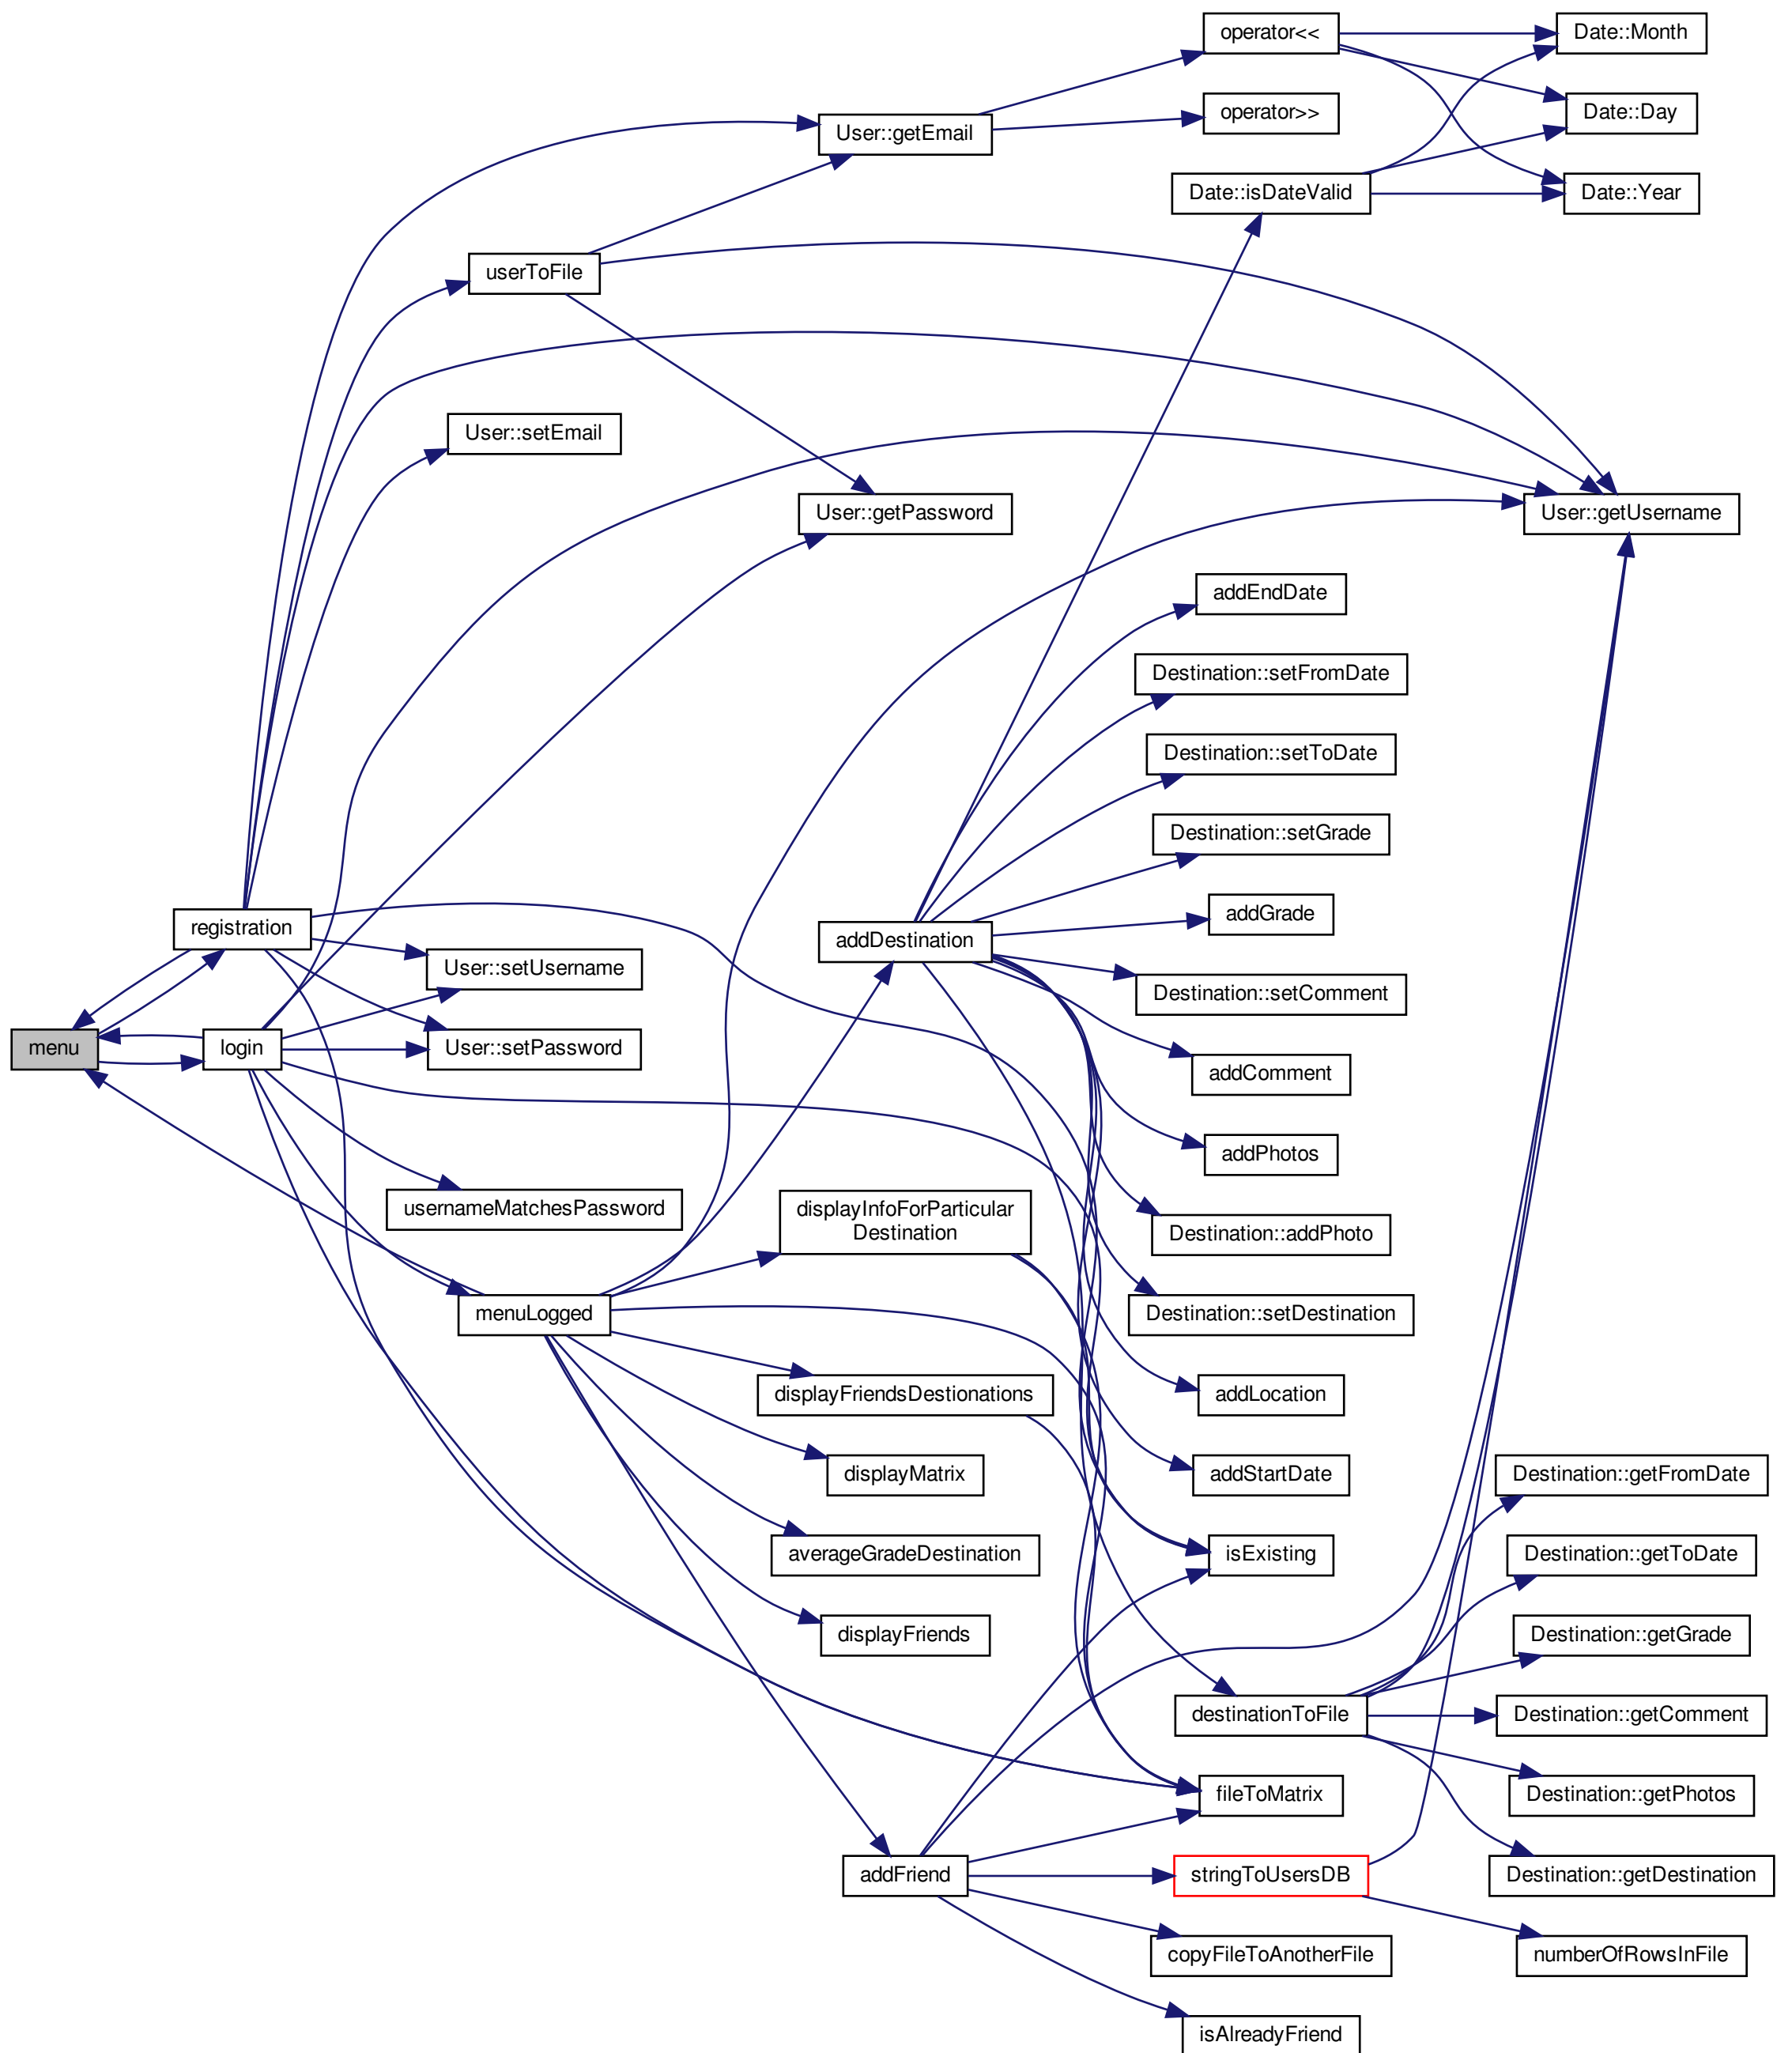 operator<<
Date::Month
operator>>
Date::Day
User::getEmail
Date::isDateValid
Date::Year
userToFile
User::setEmail
User::getPassword
User::getUsername
addEndDate
Destination::setFromDate
Destination::setToDate
Destination::setGrade
addGrade
registration
addDestination
User::setUsername
Destination::setComment
menu
login
User::setPassword
addComment
addPhotos
usernameMatchesPassword
displayInfoForParticular
Destination
Destination::addPhoto
menuLogged
Destination::setDestination
displayFriendsDestionations
addLocation
displayMatrix
addStartDate
Destination::getFromDate
averageGradeDestination
isExisting
Destination::getToDate
displayFriends
Destination::getGrade
destinationToFile
Destination::getComment
fileToMatrix
Destination::getPhotos
addFriend
stringToUsersDB
Destination::getDestination
copyFileToAnotherFile
numberOfRowsInFile
isAlreadyFriend